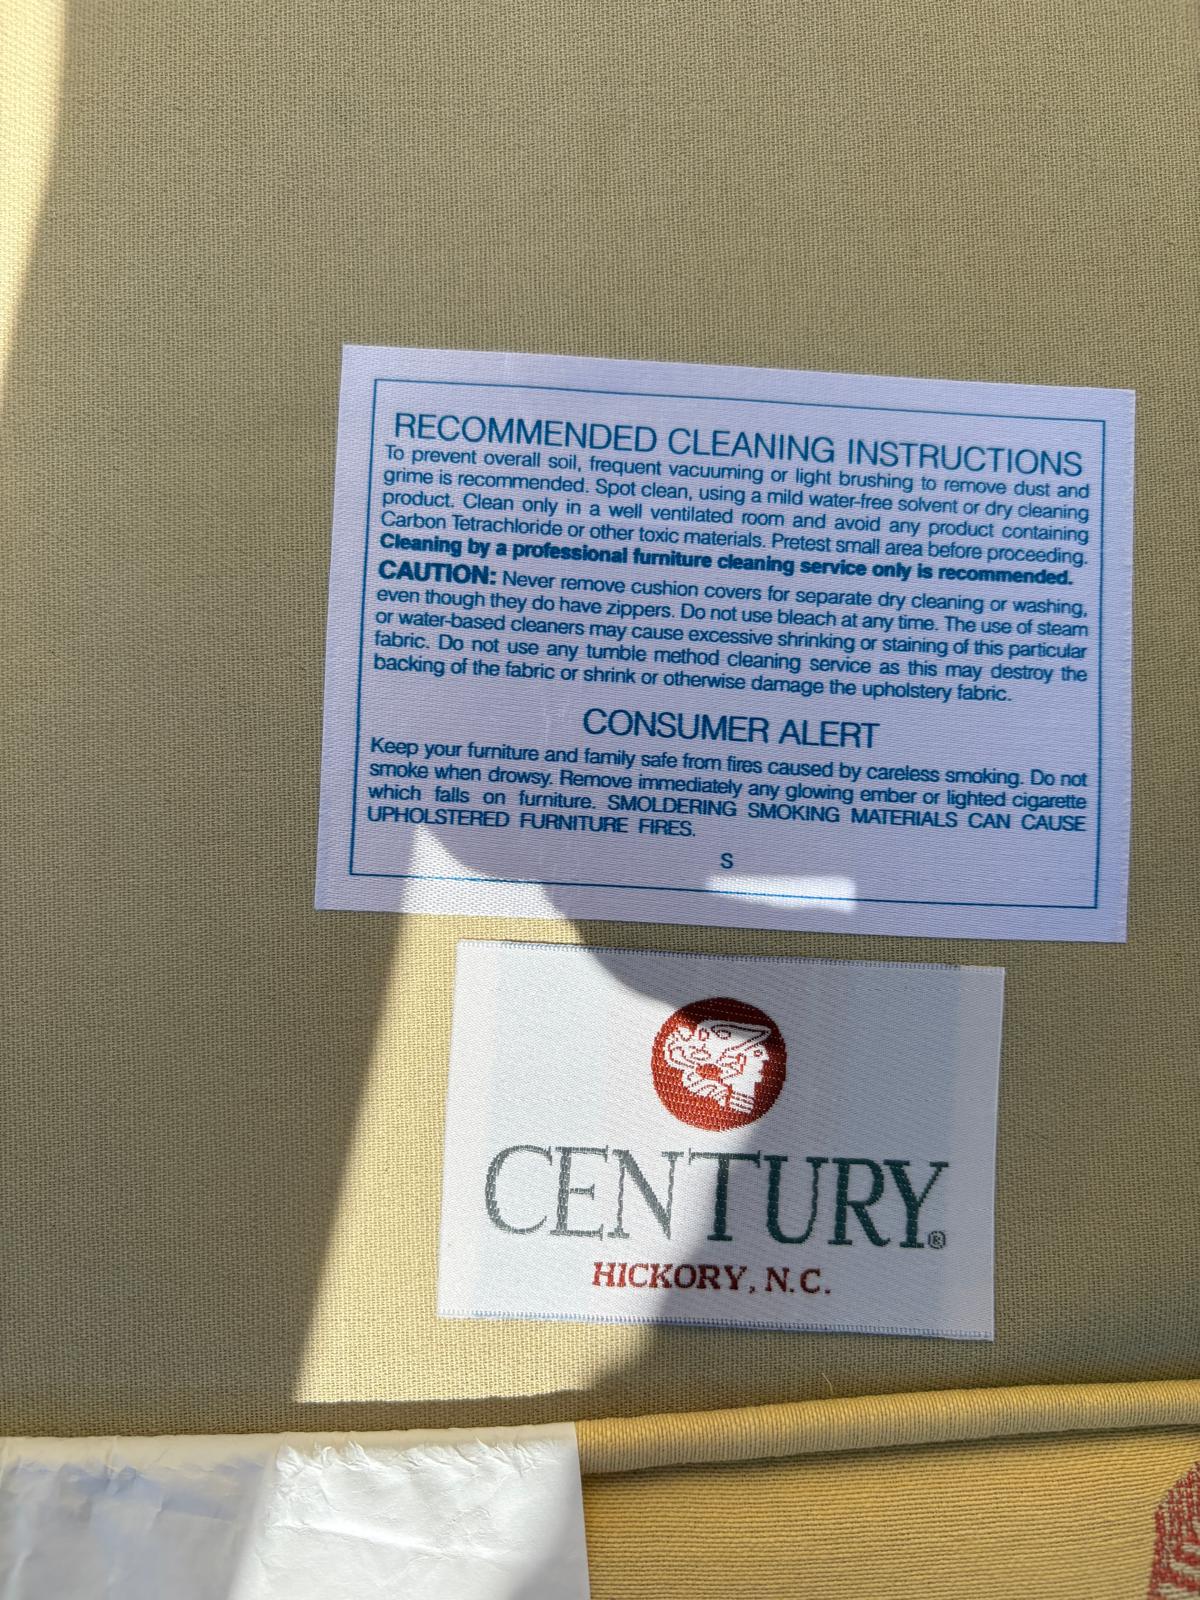 RECOMMENDED CLEANING INSTRUCTIONS
To prevent overall soil, frequent vacuuming or light brushing to remove dust and
grime is recommended. Spot clean, using a mild water-free solvent or dry cleaning
product. Clean only in a well ventilated room and avoid any product containing
Carbon Tetrachloride or other toxic materials. Pretest small area before proceeding.
Cleaning by a professional furniture cleaning service only is recommended.
CAUTION: Never remove cushion covers for separate dry cleaning or washing,
even though they do have zippers. Do not use bleach at any time. The use of steam
or water-based cleaners may cause excessive shrinking or staining of this particular
fabric. Do not use any tumble method cleaning service as this may destroy the
backing of the fabric or shrink or otherwise damage the upholstery fabric.
CONSUMER ALERT
Keep your furniture and family safe from fires caused by careless smoking. Do not
smoke when drowsy. Remove immediately any glowing ember or lighted cigarette
which falls on furniture. SMOLDERING SMOKING MATERIALS CAN CAUSE
UPHOLSTERED FURNITURE FIRES.
S
CENTURY®
HICKORY, N.C.